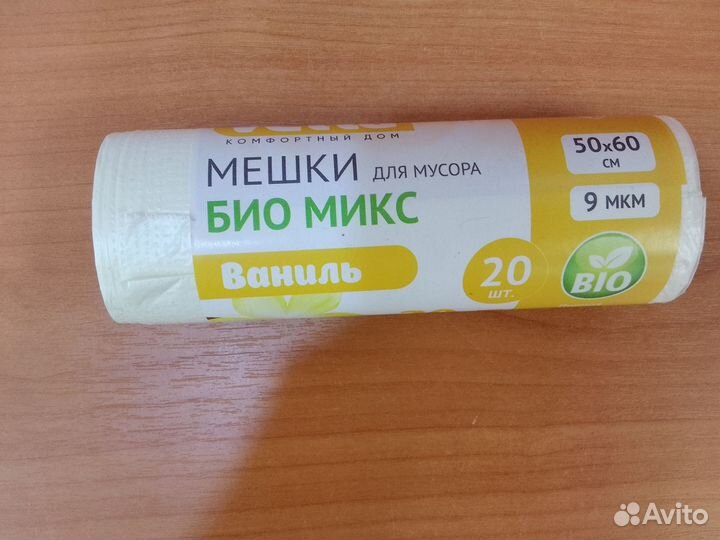 КОМФОРТНЫЙ ДОМ
МЕШКИ ДЛЯ МУСОРА
БИО МИКС
Ваниль
20
шт.
50х60
см
9 мкм
BIO
Avito